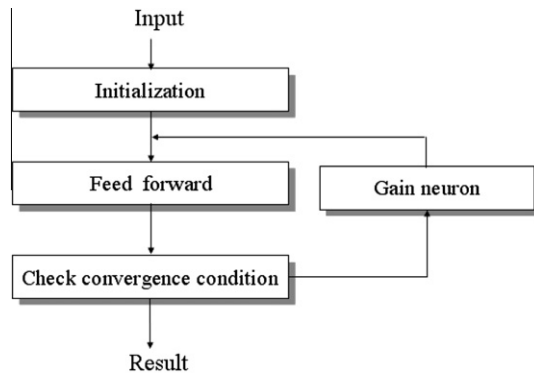 Input
Initialization
Feed forward
Gain neuron
Check convergence condition
Result